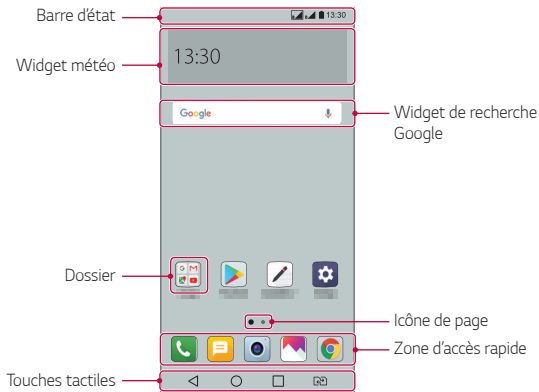 Barre d'état
13:30
Widget météo
13:30
Google
Widget de recherche
Google
Dossier
G M
Icône de page
Zone d'accès rapide
Touches tactiles